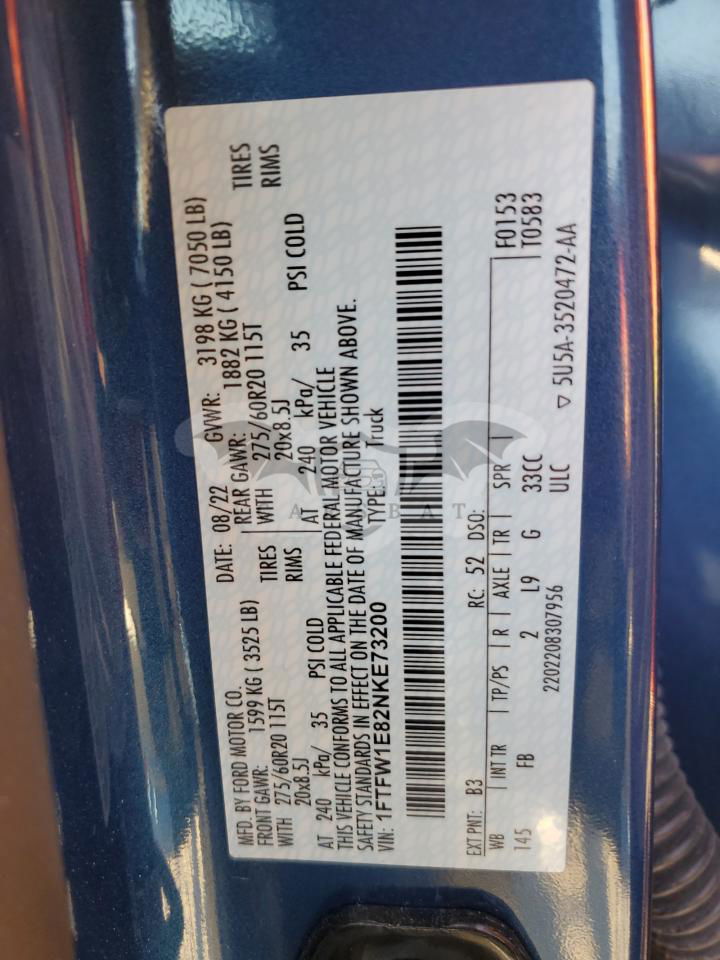 MFD. BY FORD MOTOR CO.
DATE: 08/22 GVWR: 3198 KG ( 7050 LB)
FRONT GAWR: 1599 KG ( 3525 LB)
REAR GAWR: 1882 KG ( 4150 LB)
WITH 275/60R20 115T TIRES
WITH 275/60R20 115T TIRES
20x8.5J RIMS
20x8.5J RIMS
AT 240 kPa/ 35 PSI COLD
AT 240 kPa/ 35 PSI COLD
THIS VEHICLE CONFORMS TO ALL APPLICABLE FEDERAL MOTOR VEHICLE
SAFETY STANDARDS IN EFFECT ON THE DATE OF MANUFACTURE SHOWN ABOVE.
VIN: 1FTFW1E82NKE73200 TYPE: Truck
EXT PNT: B3 RC: 52 DSO:
WB INT TR TP/PS R AXLE TR SPR F0153
145 FB 2 L9 G 33CC T0583
ULC
2202208307956 5U5A-3520472-AA
A BAT